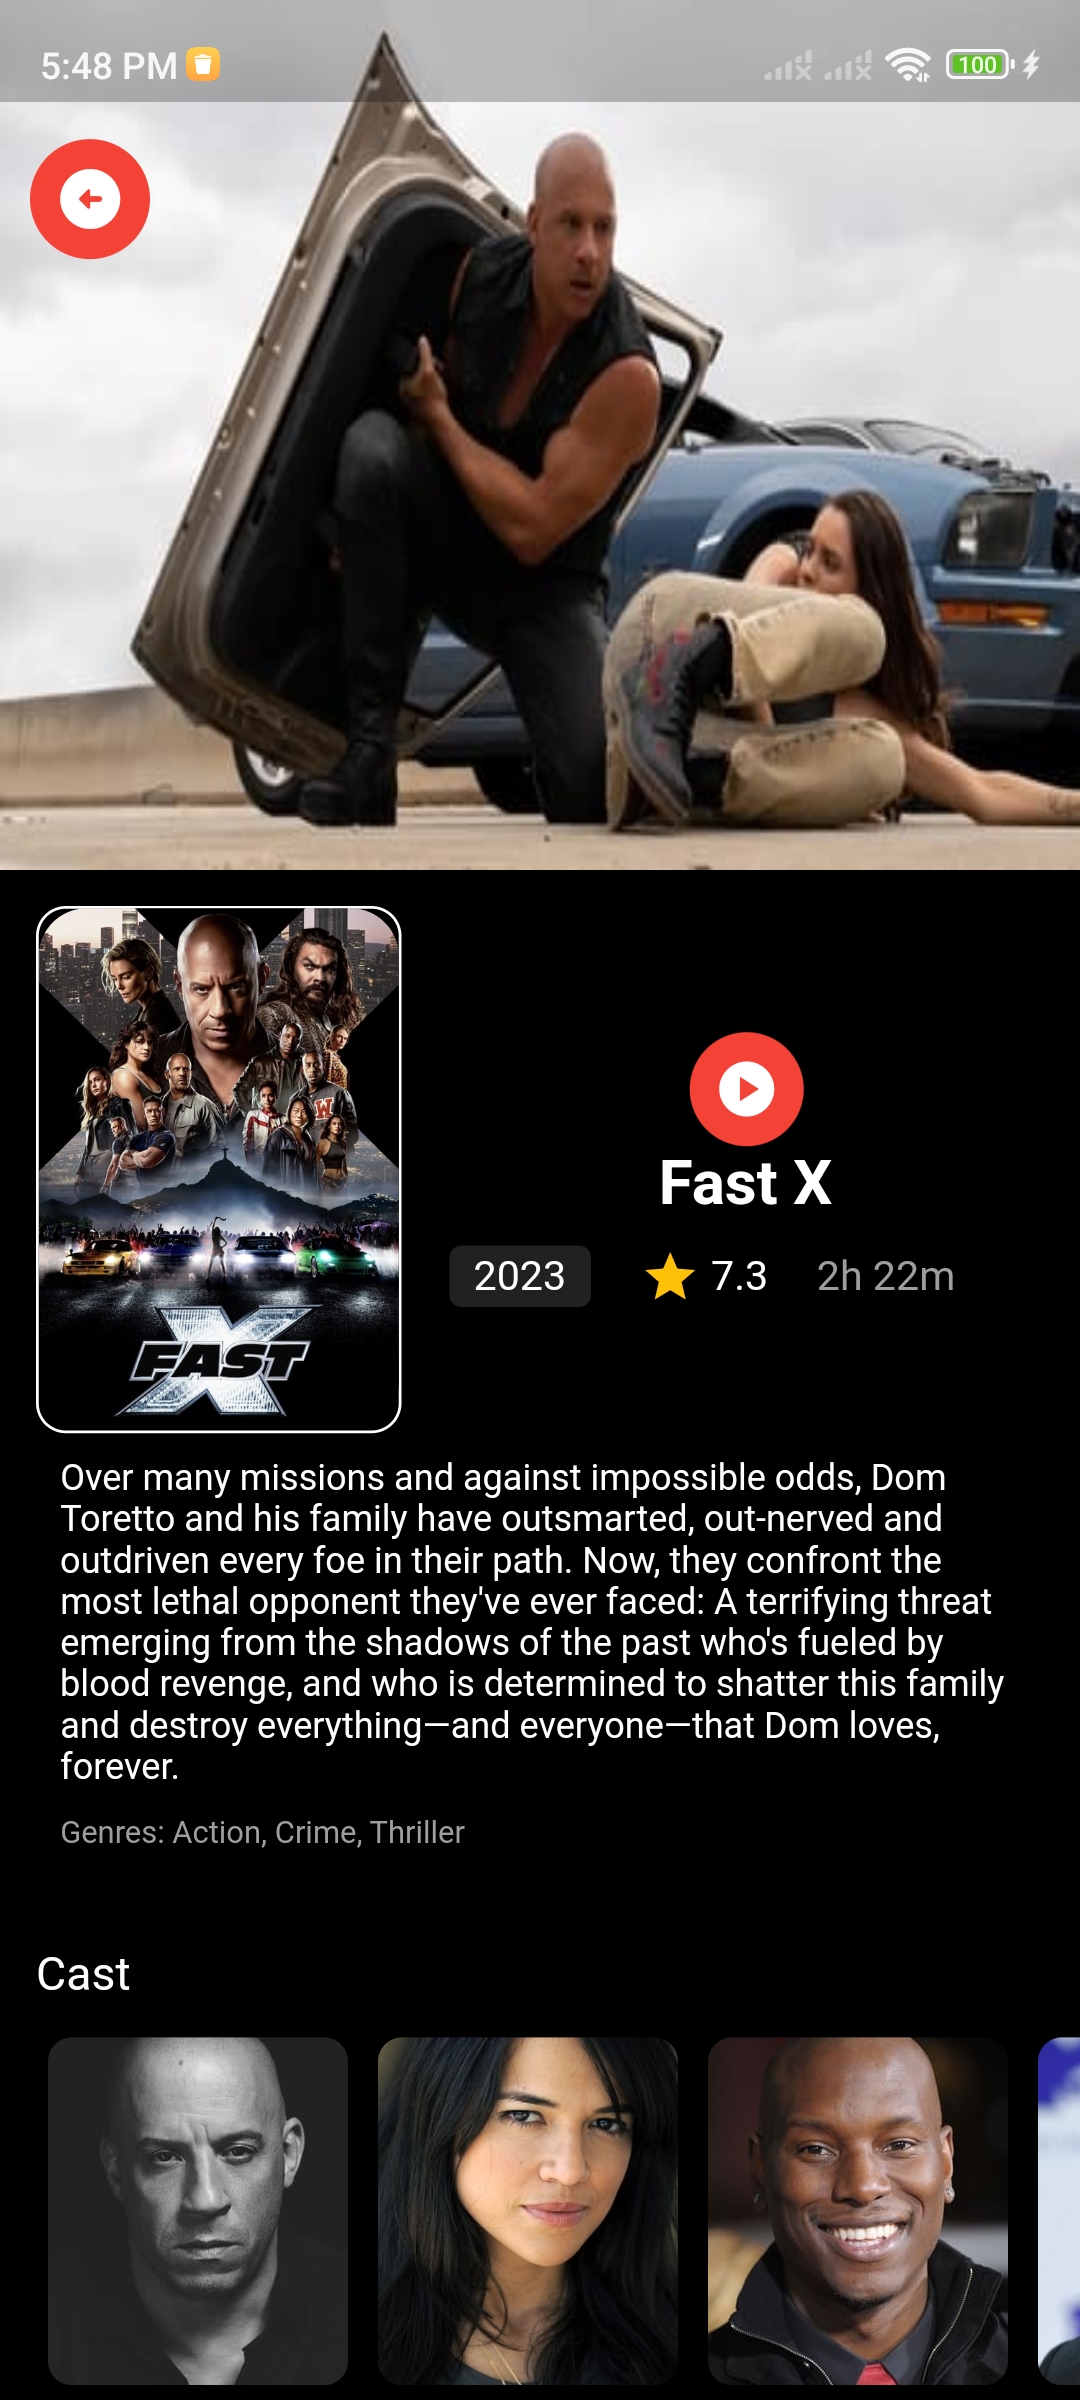 5:48 PM
100
W
FAST
X
Fast X
2023
7.3
2h 22m
Over many missions and against impossible odds, Dom
Toretto and his family have outsmarted, out-nerved and
outdriven every foe in their path. Now, they confront the
most lethal opponent they've ever faced: A terrifying threat
emerging from the shadows of the past who's fueled by
blood revenge, and who is determined to shatter this family
and destroy everything—and everyone—that Dom loves,
forever.
Genres: Action, Crime, Thriller
Cast